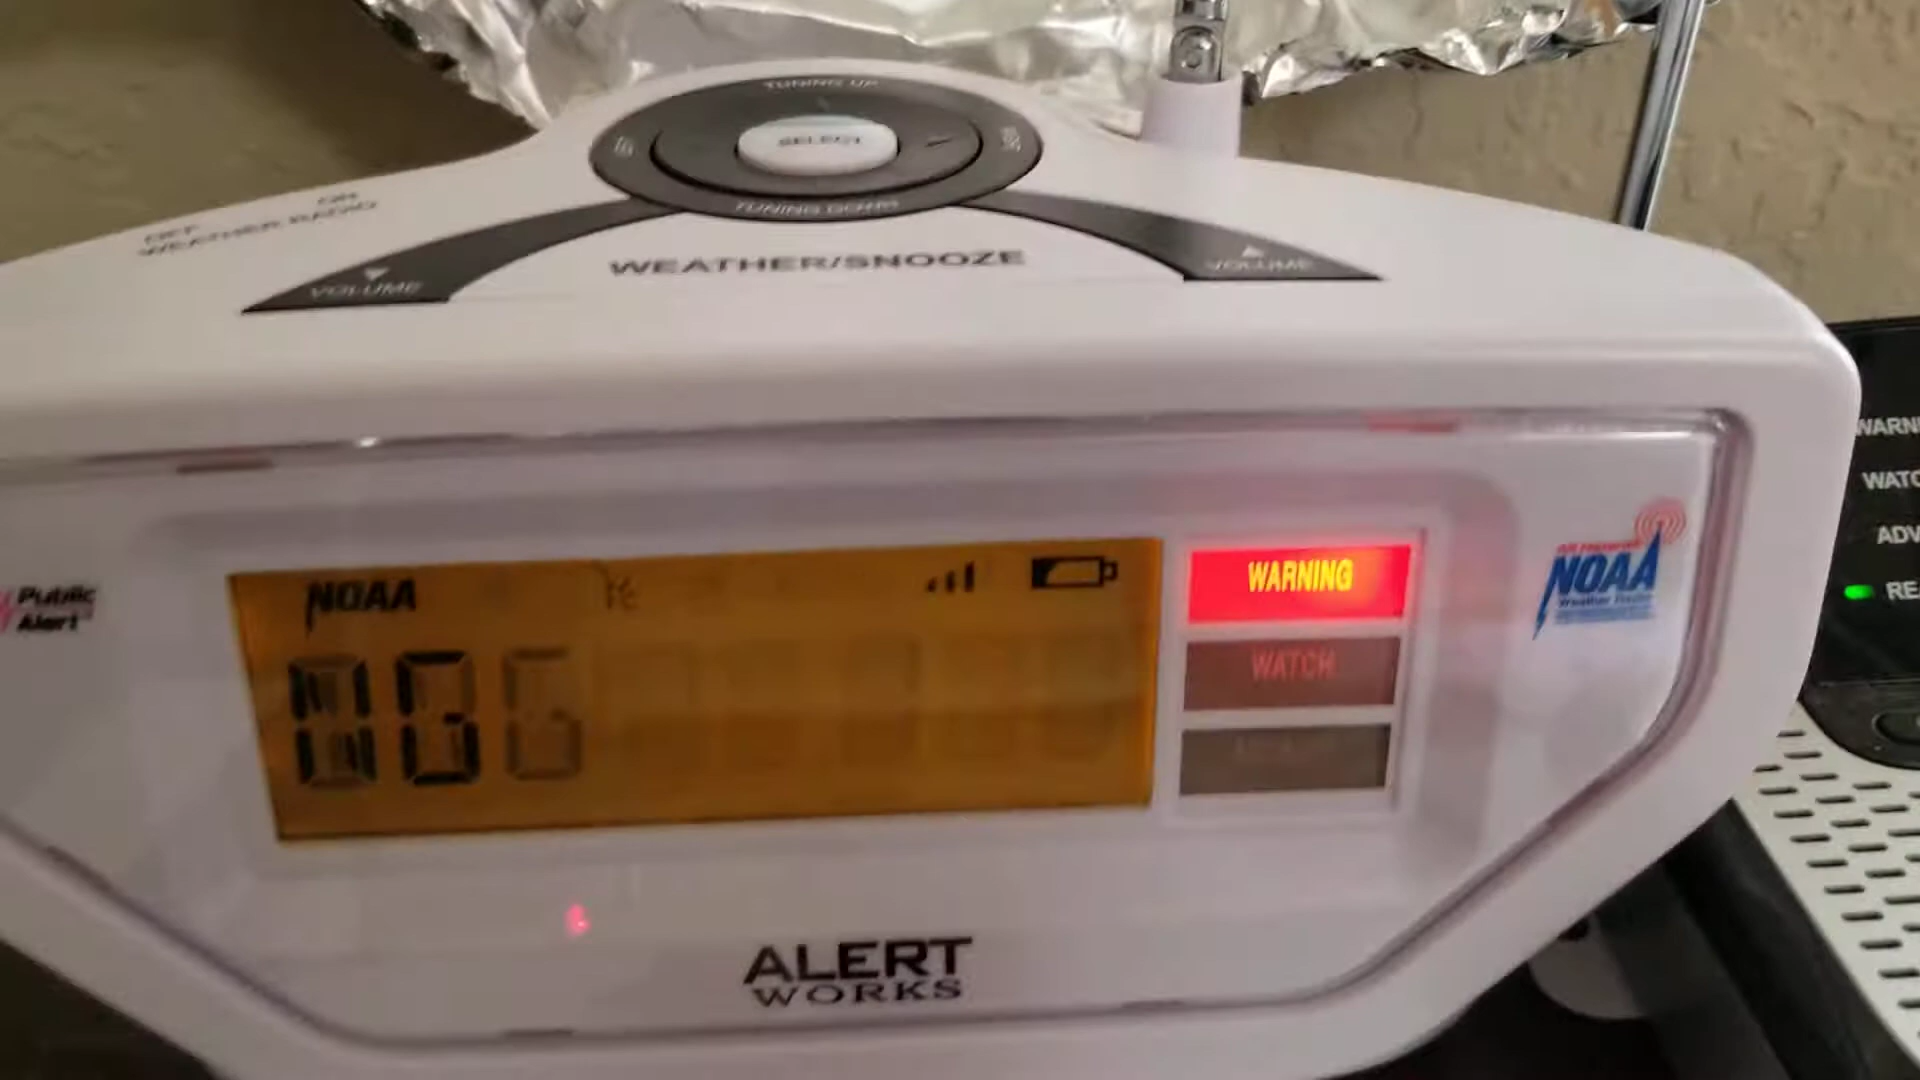 TUNING UP
SELECT
TUNING DOWN
OFF ON
WEATHER RADIO
WEATHER/SNOOZE
VOLUME
VOLUME
WARN
WATC
ADV
RE
Public
Alert
NOAA
WARNING
WATCH
NOAA
ALERT
WORKS